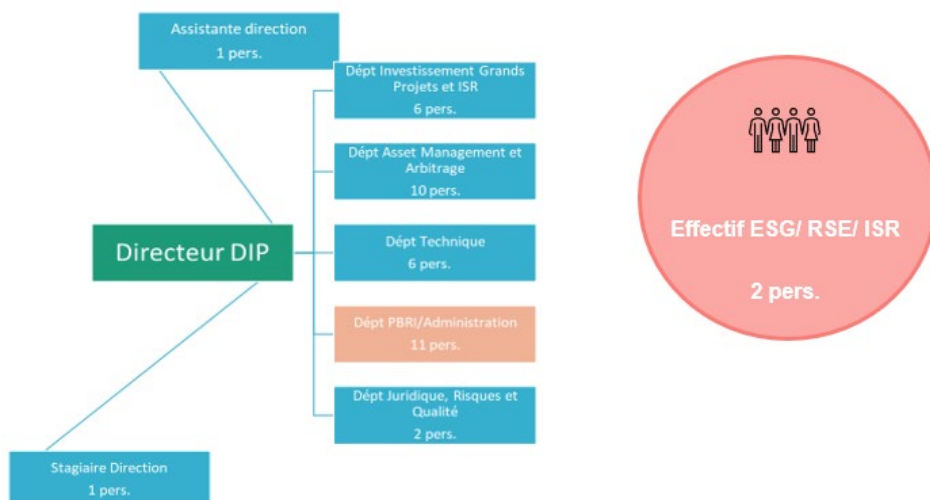 Assistante direction
1 pers.
Dépt Investissement Grands
Projets et ISR
6 pers.
Dépt Asset Management et
Arbitrage
10 pers.
Directeur DIP
Dépt Technique
6 pers.
Dépt PBRI/Administration
11 pers.
Dépt Juridique, Risques et
Qualité
2 pers.
Stagiaire Direction
1 pers.
Effectif ESG/ RSE/ ISR
2 pers.